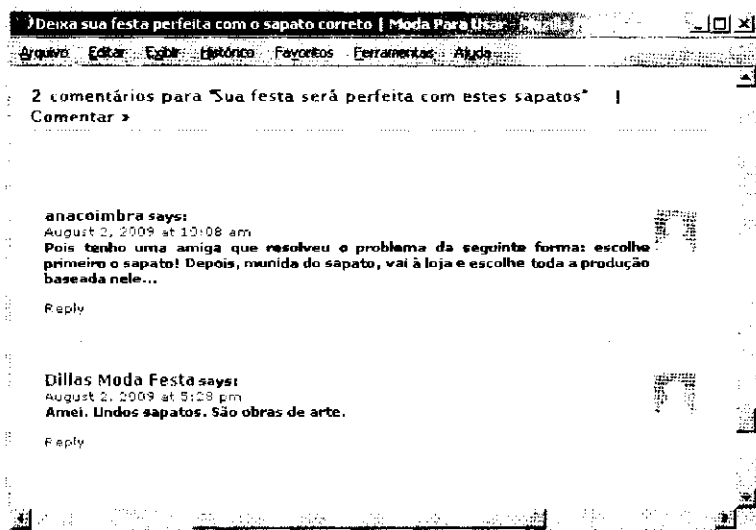 Deixa sua festa perfeita com o sapato correto | Moda Para Usar
Arquivo Editar Exibir Histórico Favoritos Ferramentas Ajuda
2 comentários para "Sua festa será perfeita com estes sapatos" |
Comentar »
anacoimbra says:
August 2, 2009 at 10:08 am
Pois tenho uma amiga que resolveu o problema da seguinte forma: escolhe
primeiro o sapato! Depois, munida do sapato, vai à loja e escolhe toda a produção
baseada nele...
Reply
Dillas Moda Festa says:
August 2, 2009 at 5:28 pm
Amei. Lindos sapatos. São obras de arte.
Reply